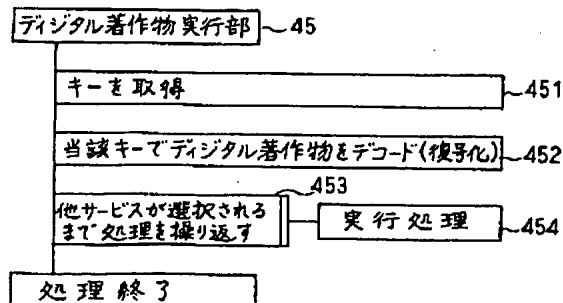 ディジタル著作物実行部 45
キーを取得 451
当該キーでディジタル著作物をデコード(復号化) 452
453
他サービスが選択される
まで処理を操り返す
実行処理 454
処理終了